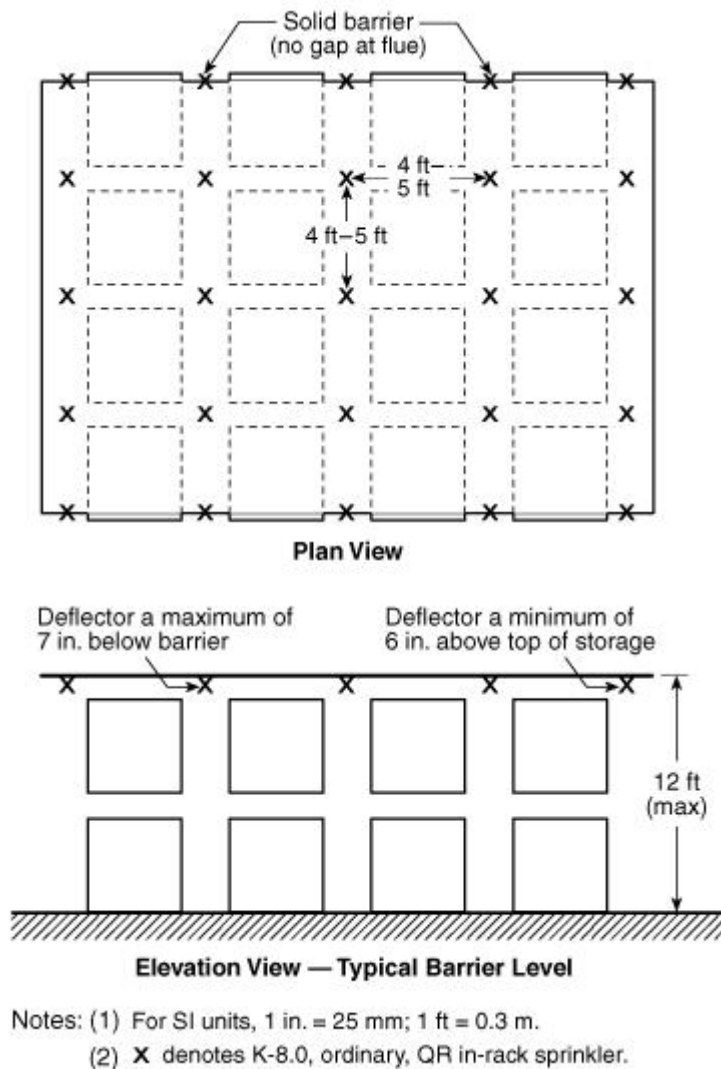 Solid barrier
(no gap at flue)
X X X X X
4 ft–
X X X X X
5 ft
4 ft–5 ft
X X X X X
X X X X X
X X X X X
Plan View
Deflector a maximum of
7 in. below barrier
Deflector a minimum of
6 in. above top of storage
X X X X X
12 ft
(max)
Elevation View — Typical Barrier Level
Notes: (1) For SI units, 1 in. = 25 mm; 1 ft = 0.3 m.
(2) X denotes K-8.0, ordinary, QR in-rack sprinkler.